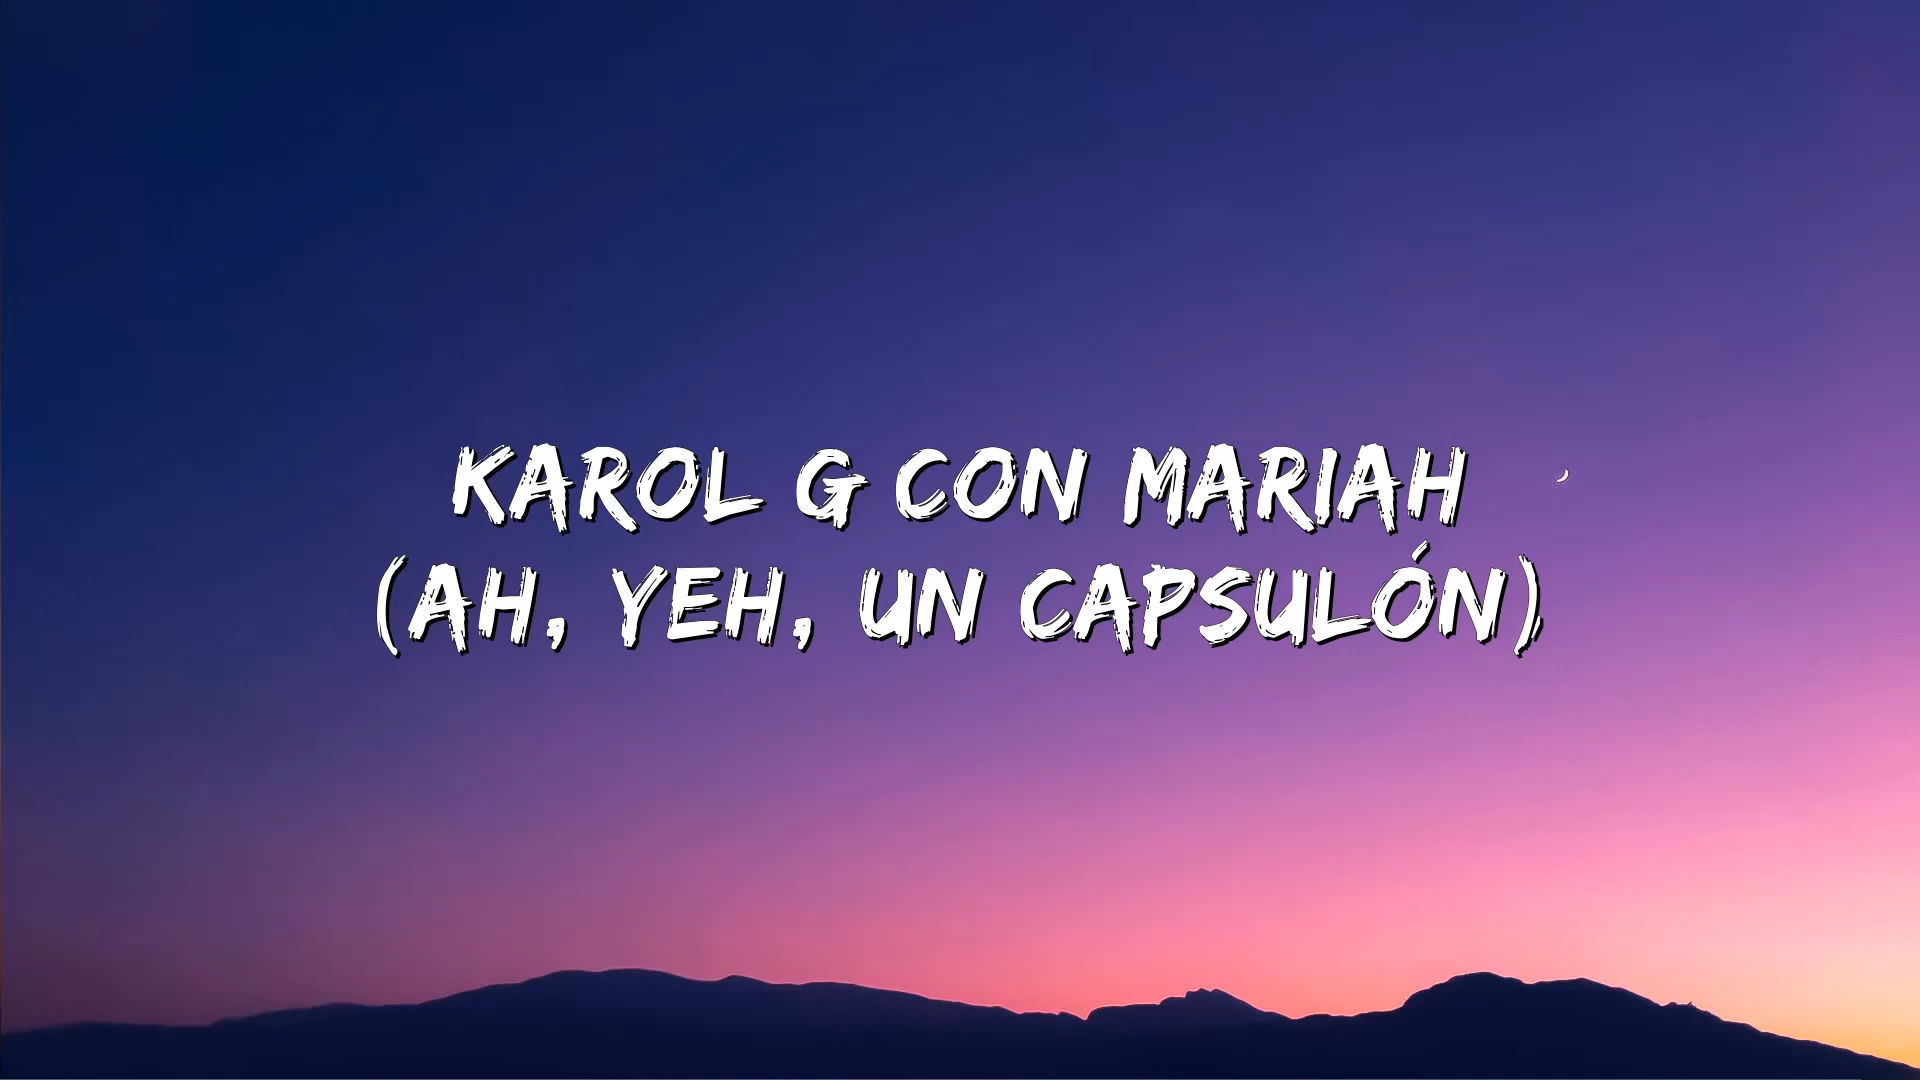 KAROL G CON MARIAH
(AH, YEH, UN CAPSULÓN)